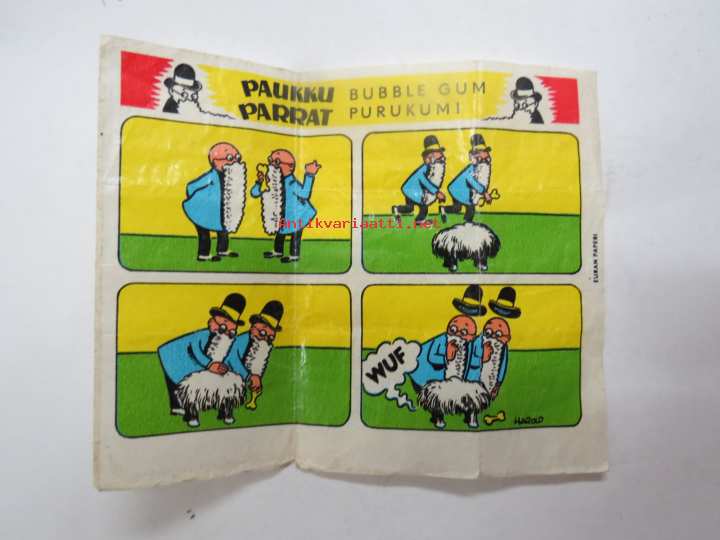 PAUKKU
PARRAT
BUBBLE GUM
PURUKUMI
antikvariaatti.net
EURAN PAPERI
WUF
HAROLD